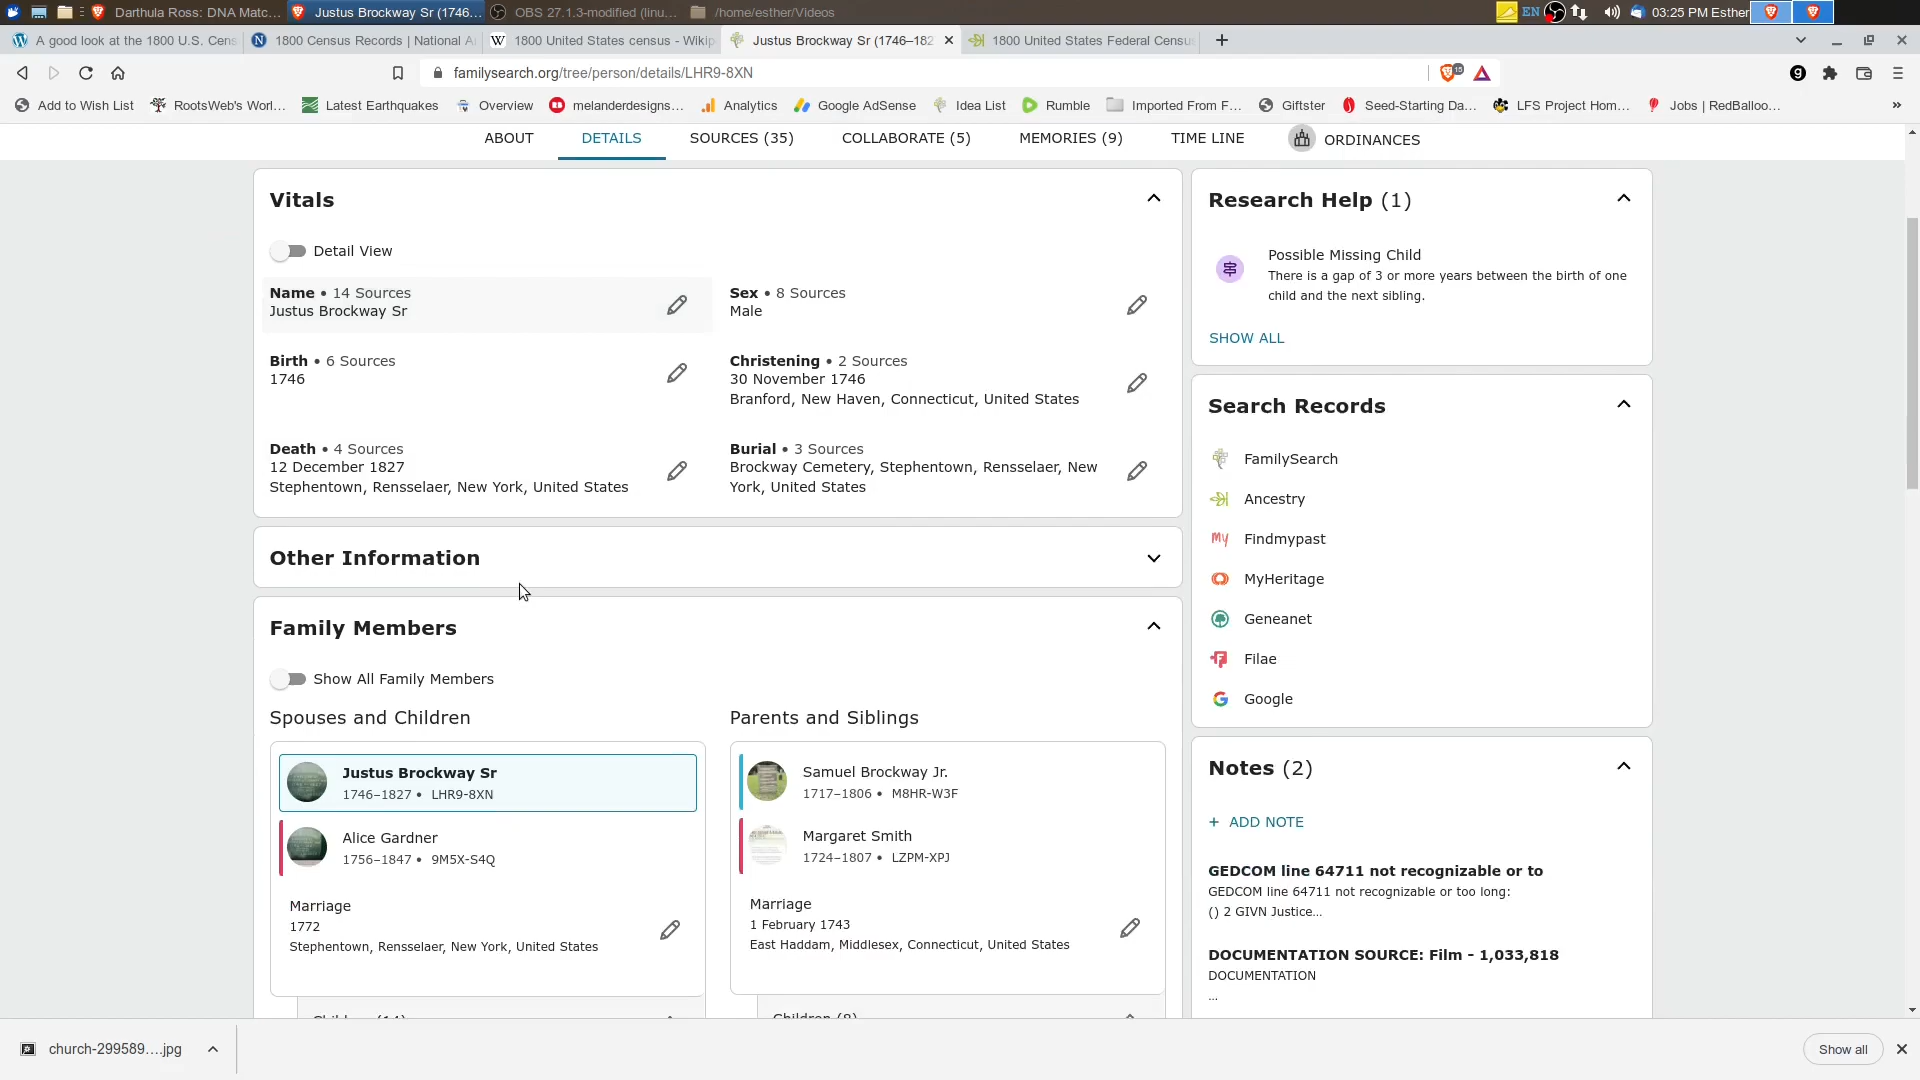 Darthula Ross: DNA Matc...
Justus Brockway Sr (1746...
OBS 27.1.3-modified (linu...
/home/esther/Videos
EN
03:25 PM Esther
A good look at the 1800 U.S. Cens
1800 Census Records | National A
1800 United States census - Wikip
Justus Brockway Sr (1746–182
1800 United States Federal Census
familysearch.org/tree/person/details/LHR9-8XN
15
Add to Wish List
RootsWeb's Worl...
Latest Earthquakes
Overview
melanderdesigns...
Analytics
Google AdSense
Idea List
Rumble
Imported From F...
Giftster
Seed-Starting Da...
LFS Project Hom...
Jobs | RedBalloo...
»
ABOUT
DETAILS
SOURCES (35)
COLLABORATE (5)
MEMORIES (9)
TIME LINE
ORDINANCES
Vitals
Detail View
Name • 14 Sources
Justus Brockway Sr
Sex • 8 Sources
Male
Birth • 6 Sources
1746
Christening • 2 Sources
30 November 1746
Branford, New Haven, Connecticut, United States
Death • 4 Sources
12 December 1827
Stephentown, Rensselaer, New York, United States
Burial • 3 Sources
Brockway Cemetery, Stephentown, Rensselaer, New
York, United States
Other Information
Family Members
Show All Family Members
Spouses and Children
Justus Brockway Sr
1746–1827 • LHR9-8XN
Alice Gardner
1756–1847 • 9M5X-S4Q
Marriage
1772
Stephentown, Rensselaer, New York, United States
Children (14)
Parents and Siblings
Samuel Brockway Jr.
1717–1806 • M8HR-W3F
Margaret Smith
1724–1807 • LZPM-XPJ
Marriage
1 February 1743
East Haddam, Middlesex, Connecticut, United States
Children (8)
Research Help (1)
Possible Missing Child
There is a gap of 3 or more years between the birth of one
child and the next sibling.
SHOW ALL
Search Records
FamilySearch
Ancestry
Findmypast
MyHeritage
Geneanet
Filae
Google
Notes (2)
+ ADD NOTE
GEDCOM line 64711 not recognizable or to
GEDCOM line 64711 not recognizable or too long:
() 2 GIVN Justice...
DOCUMENTATION SOURCE: Film - 1,033,818
DOCUMENTATION
...
church-299589....jpg
Show all